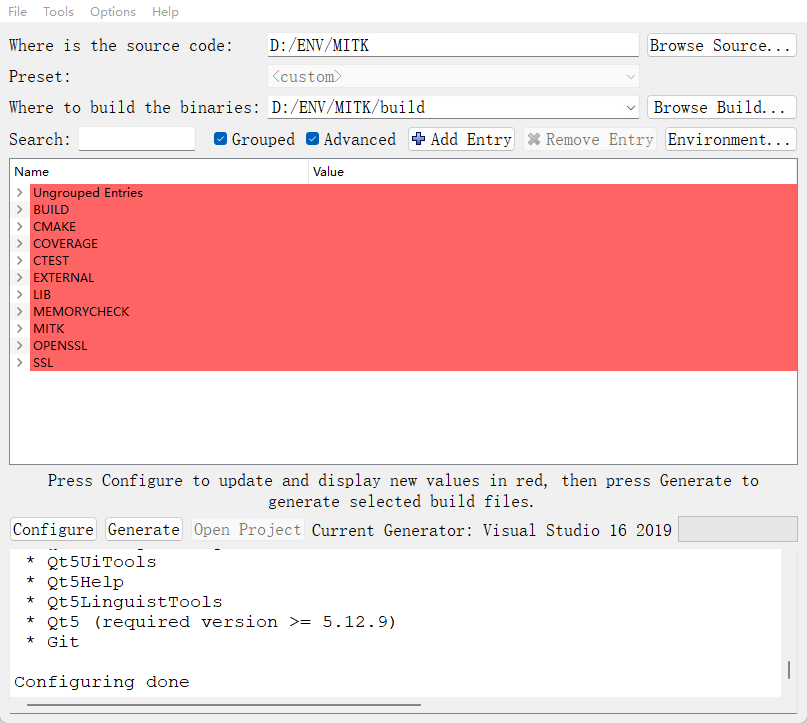 File Tools Options Help
Where is the source code: D:/ENV/MITK Browse Source...
Preset: <custom>
Where to build the binaries: D:/ENV/MITK/build Browse Build...
Search: Grouped Advanced Add Entry Remove Entry Environment...
Name Value
Ungrouped Entries
BUILD
CMAKE
COVERAGE
CTEST
EXTERNAL
LIB
MEMORYCHECK
MITK
OPENSSL
SSL
Press Configure to update and display new values in red, then press Generate to
generate selected build files.
Configure Generate Open Project Current Generator: Visual Studio 16 2019
* Qt5UiTools
* Qt5Help
* Qt5LinguistTools
* Qt5 (required version >= 5.12.9)
* Git
Configuring done